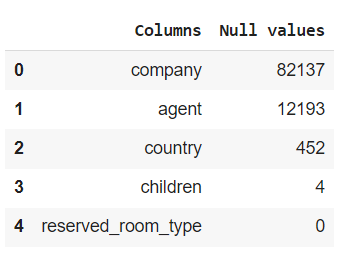 Columns Null values
0 company 82137
1 agent 12193
2 country 452
3 children 4
4 reserved_room_type 0